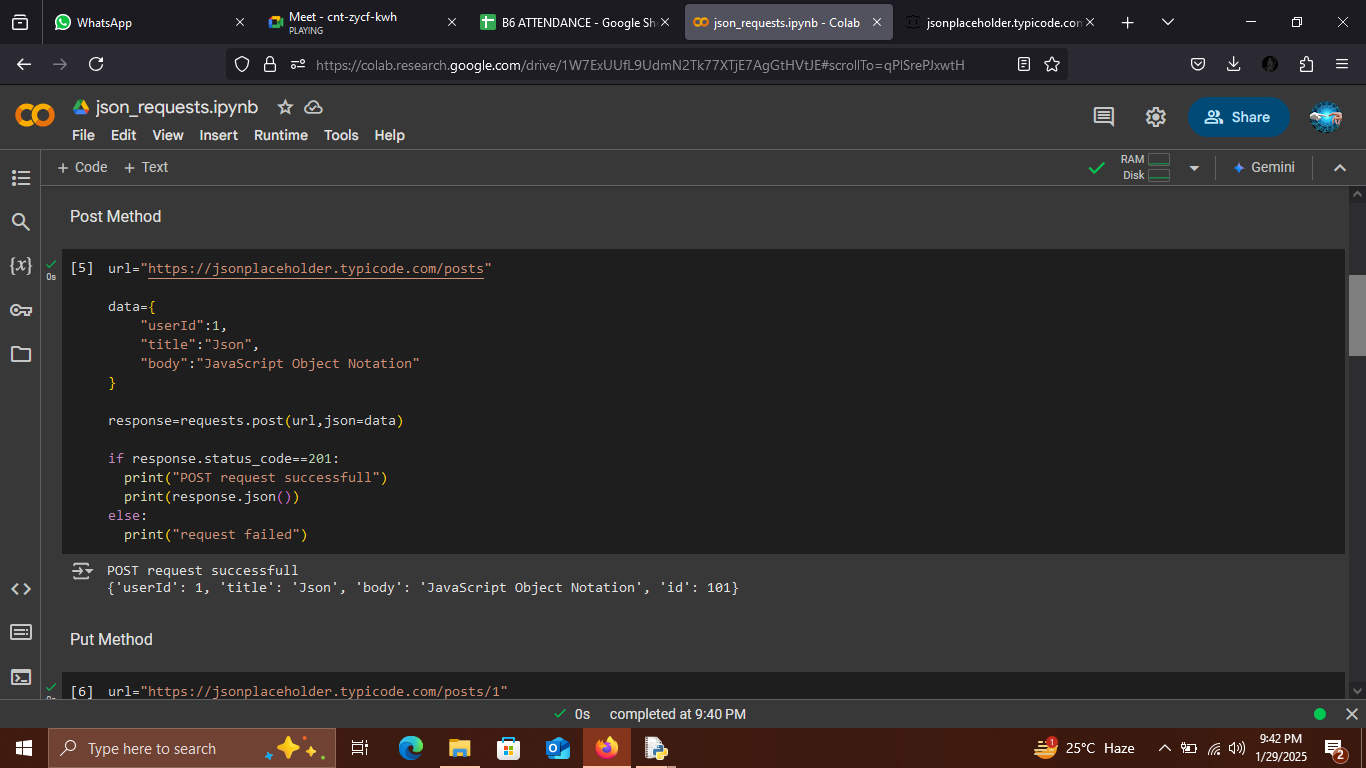 WhatsApp
Meet - cnt-zycf-kwh
PLAYING
B6 ATTENDANCE - Google Sh
json_requests.ipynb - Colab
jsonplaceholder.typicode.con
https://colab.research.google.com/drive/1W7ExUUfL9UdmN2Tk77XTjE7AgGtHVtJE#scrollTo=qPlSrePJxwtH
json_requests.ipynb
File Edit View Insert Runtime Tools Help
Share
+ Code + Text
RAM
Disk
Gemini
Post Method
0s
[5] url="https://jsonplaceholder.typicode.com/posts"
data={
"userId":1,
"title":"Json",
"body":"JavaScript Object Notation"
}
response=requests.post(url,json=data)
if response.status_code==201:
print("POST request successfull")
print(response.json())
else:
print("request failed")
POST request successfull
{'userId': 1, 'title': 'Json', 'body': 'JavaScript Object Notation', 'id': 101}
Put Method
[6] url="https://jsonplaceholder.typicode.com/posts/1"
0s completed at 9:40 PM
Type here to search
1
25°C Haze
9:42 PM
1/29/2025
2